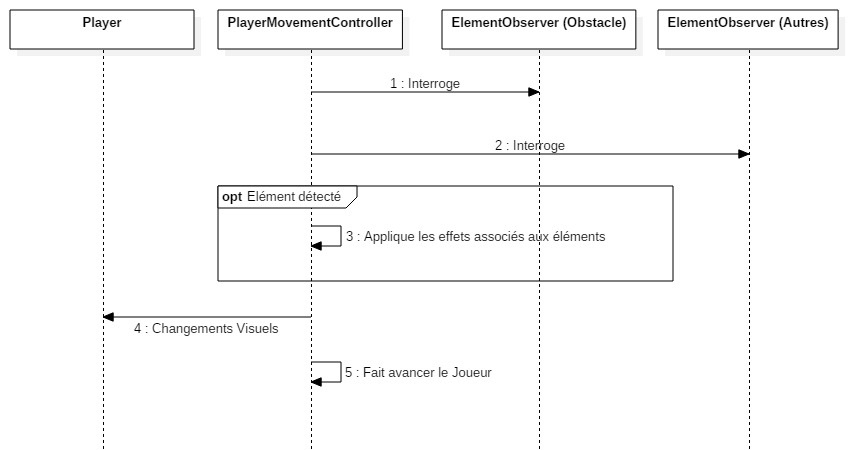 Player
PlayerMovementController
ElementObserver (Obstacle)
ElementObserver (Autres)
1 : Interroge
2 : Interroge
opt Elément détecté
3 : Applique les effets associés aux éléments
4 : Changements Visuels
5 : Fait avancer le Joueur